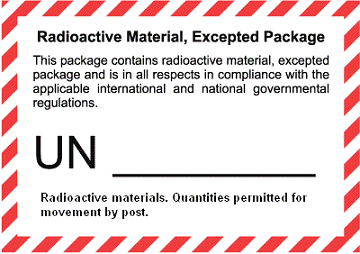 Radioactive Material, Excepted Package
This package contains radioactive material, excepted
package and is in all respects in compliance with the
applicable international and national governmental
regulations.
UN
Radioactive materials. Quantities permitted for
movement by post.